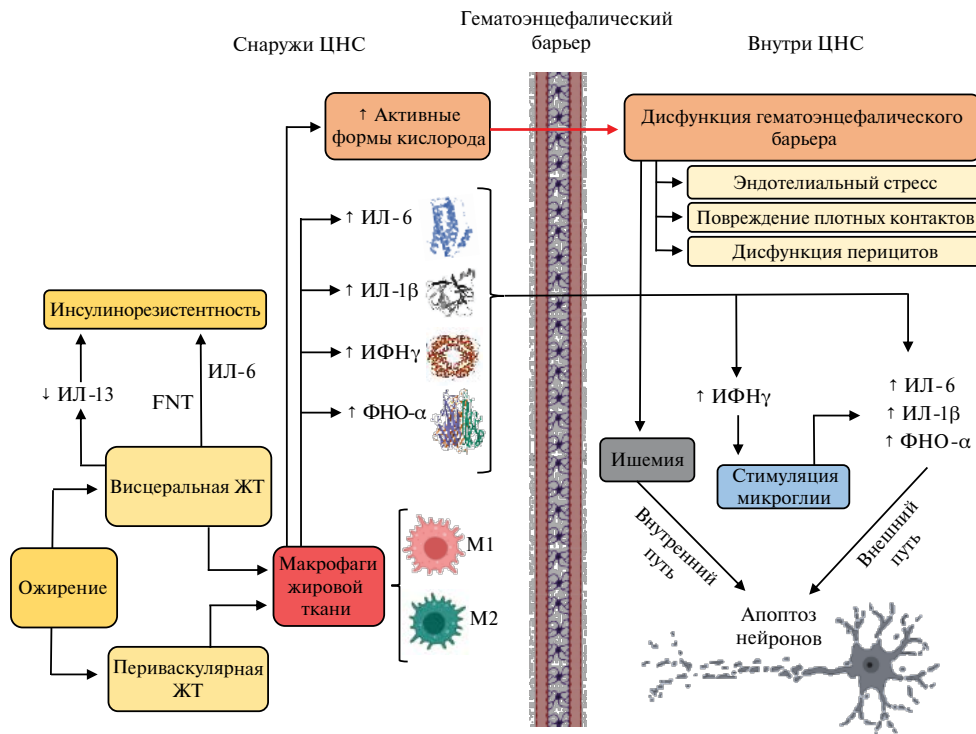 Снаружи ЦНС
Гематоэнцефалический
барьер
Внутри ЦНС
↑ Активные
формы кислорода
Дисфункция гематоэнцефалического
барьера
Эндотелиальный стресс
Повреждение плотных контактов
Дисфункция перицитов
↑ ИЛ-6
↑ ИЛ-1β
↑ ИФНγ
↑ ФНО-α
Инсулинорезистентность
↓ ИЛ-13
FNT
ИЛ-6
Висцеральная ЖТ
Ожирение
Периваскулярная
ЖТ
Макрофаги
жировой
ткани
M1
M2
↑ ИФНγ
↑ ИЛ-6
↑ ИЛ-1β
↑ ФНО-α
Ишемия
Стимуляция
микроглии
Внутренний
путь
Внешний
путь
Апоптоз
нейронов